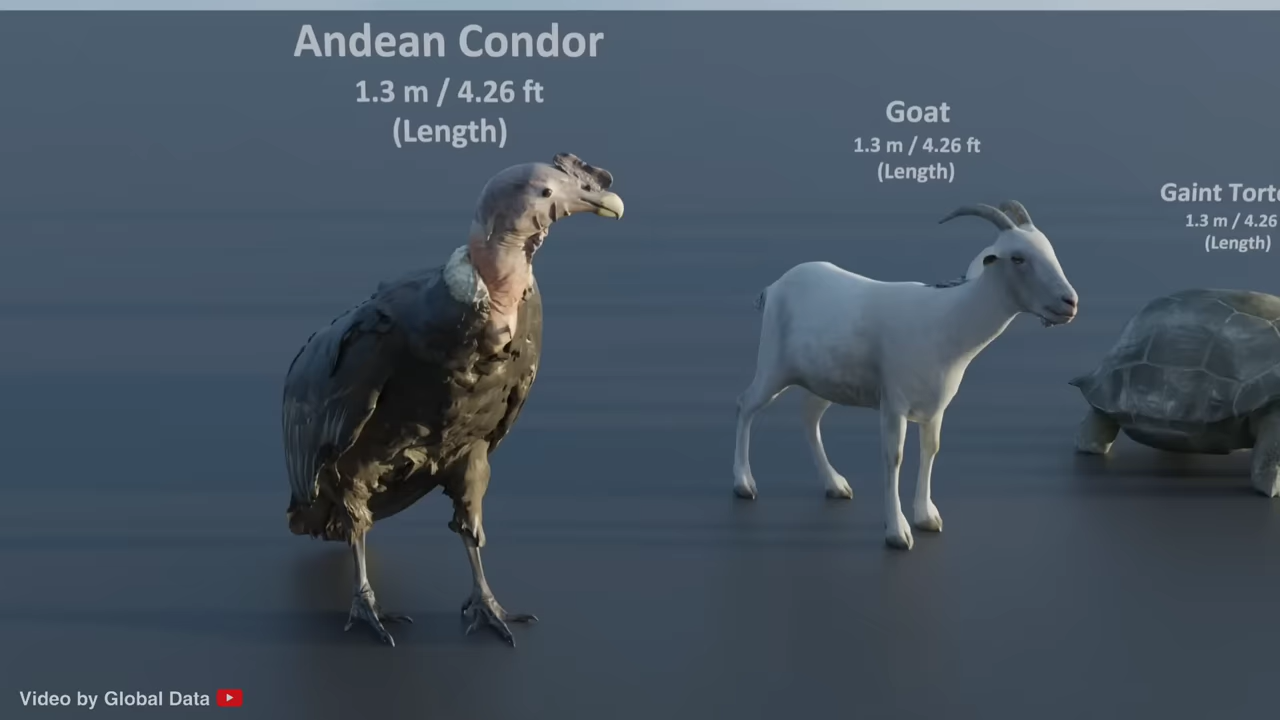 Andean Condor
1.3 m / 4.26 ft
(Length)
Goat
1.3 m / 4.26 ft
(Length)
Gaint Torto
1.3 m / 4.26
(Length)
Video by Global Data